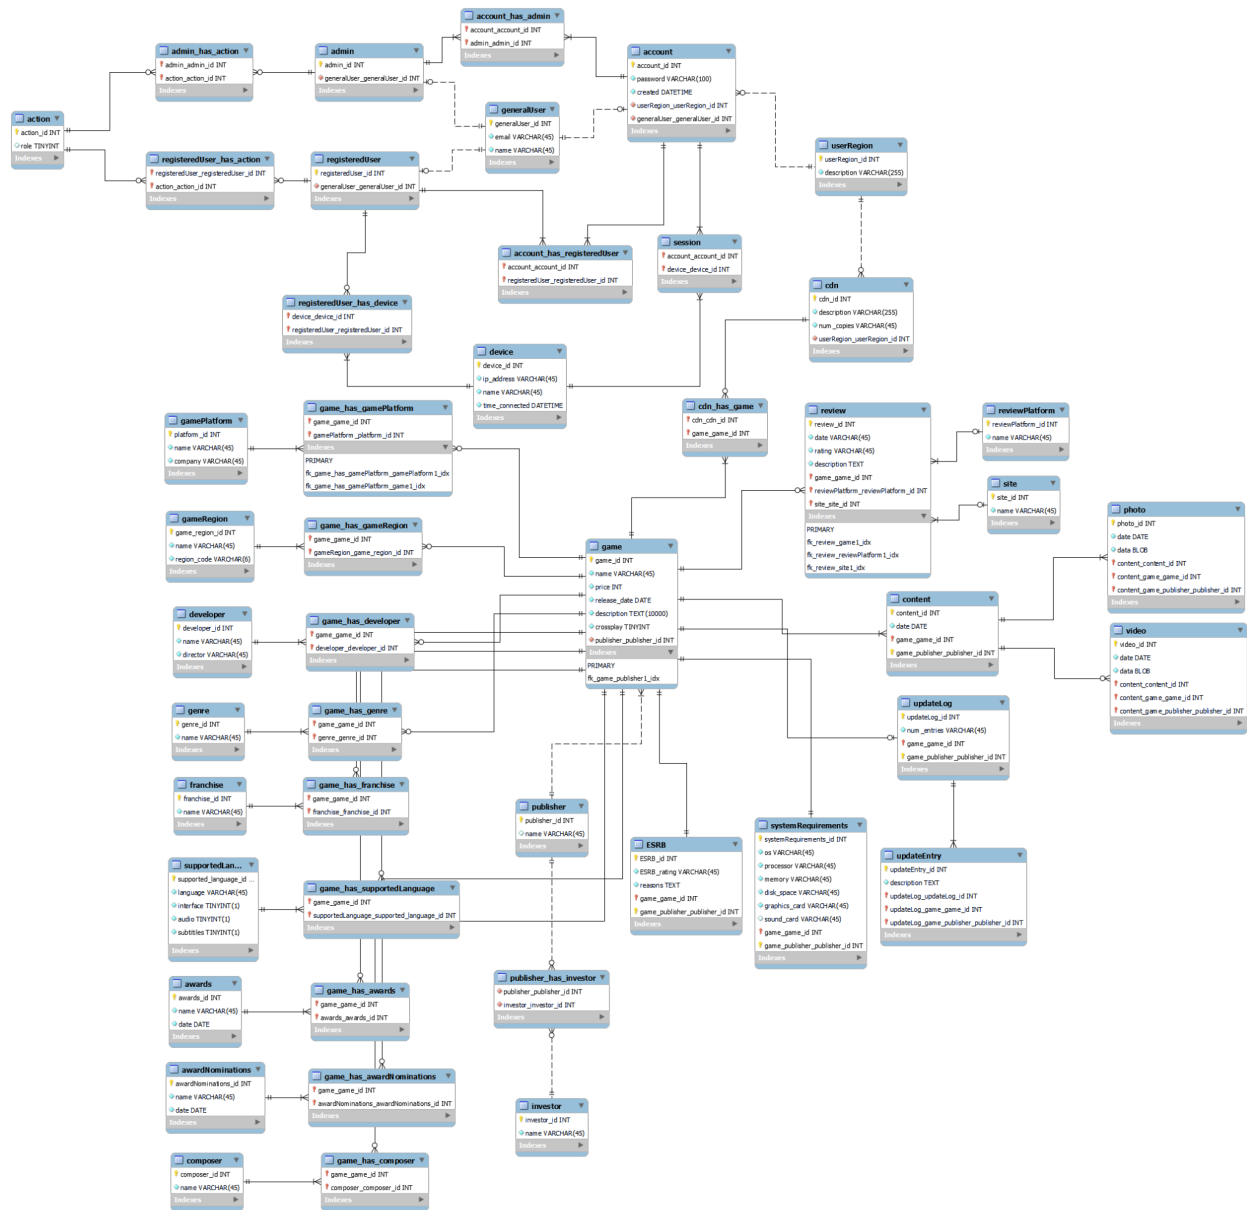 account_has_admin
account_account_id INT
admin_admin_id INT
Indexes
admin_has_action
admin_admin_id INT
action_action_id INT
Indexes
admin
admin_id INT
generalUser_generalUser_id INT
Indexes
account
account_id INT
password VARCHAR(100)
created DATETIME
userRegion_userRegion_id INT
generalUser_generalUser_id INT
Indexes
action
action_id INT
role TINYINT
Indexes
generalUser
generalUser_id INT
email VARCHAR(45)
name VARCHAR(45)
Indexes
registeredUser_has_action
registeredUser_registeredUser_id INT
action_action_id INT
Indexes
registeredUser
registeredUser_id INT
generalUser_generalUser_id INT
Indexes
userRegion
userRegion_id INT
description VARCHAR(255)
Indexes
account_has_registeredUser
account_account_id INT
registeredUser_registeredUser_id INT
Indexes
session
account_account_id INT
device_device_id INT
Indexes
cdn
cdn_id INT
description VARCHAR(255)
num_copies VARCHAR(45)
userRegion_userRegion_id INT
Indexes
registeredUser_has_device
device_device_id INT
registeredUser_registeredUser_id INT
Indexes
device
device_id INT
ip_address VARCHAR(45)
name VARCHAR(45)
time_connected DATETIME
Indexes
gamePlatform
platform_id INT
name VARCHAR(45)
company VARCHAR(45)
Indexes
game_has_gamePlatform
game_game_id INT
gamePlatform_platform_id INT
Indexes
PRIMARY
fk_game_has_gamePlatform_gamePlatform1_idx
fk_game_has_gamePlatform_game1_idx
cdn_has_game
cdn_cdn_id INT
game_game_id INT
Indexes
review
review_id INT
date VARCHAR(45)
rating VARCHAR(45)
description TEXT
game_game_id INT
reviewPlatform_reviewPlatform_id INT
site_site_id INT
Indexes
PRIMARY
fk_review_game1_idx
fk_review_reviewPlatform1_idx
fk_review_site1_idx
reviewPlatform
reviewPlatform_id INT
name VARCHAR(45)
Indexes
site
site_id INT
name VARCHAR(45)
Indexes
photo
photo_id INT
date DATE
data BLOB
content_content_id INT
content_game_game_id INT
content_game_publisher_publisher_id INT
Indexes
gameRegion
game_region_id INT
name VARCHAR(45)
region_code VARCHAR(6)
Indexes
game_has_gameRegion
game_game_id INT
gameRegion_game_region_id INT
Indexes
game
game_id INT
name VARCHAR(45)
price INT
release_date DATE
description TEXT(10000)
crossplay TINYINT
publisher_publisher_id INT
Indexes
PRIMARY
fk_game_publisher1_idx
content
content_id INT
date DATE
game_game_id INT
game_publisher_publisher_id INT
Indexes
video
video_id INT
date DATE
data BLOB
content_content_id INT
content_game_game_id INT
content_game_publisher_publisher_id INT
Indexes
developer
developer_id INT
name VARCHAR(45)
director VARCHAR(45)
Indexes
game_has_developer
game_game_id INT
developer_developer_id INT
Indexes
genre
genre_id INT
name VARCHAR(45)
Indexes
game_has_genre
game_game_id INT
genre_genre_id INT
Indexes
updateLog
updateLog_id INT
num_entries VARCHAR(45)
game_game_id INT
game_publisher_publisher_id INT
Indexes
franchise
franchise_id INT
name VARCHAR(45)
Indexes
game_has_franchise
game_game_id INT
franchise_franchise_id INT
Indexes
publisher
publisher_id INT
name VARCHAR(45)
Indexes
ESRB
ESRB_id INT
ESRB_rating VARCHAR(45)
reasons TEXT
game_game_id INT
game_publisher_publisher_id INT
Indexes
systemRequirements
systemRequirements_id INT
os VARCHAR(45)
processor VARCHAR(45)
memory VARCHAR(45)
disk_space VARCHAR(45)
graphics_card VARCHAR(45)
sound_card VARCHAR(45)
game_game_id INT
game_publisher_publisher_id INT
Indexes
updateEntry
updateEntry_id INT
description TEXT
updateLog_updateLog_id INT
updateLog_game_game_id INT
updateLog_game_publisher_publisher_id INT
Indexes
supportedLan...
supported_language_id ...
language VARCHAR(45)
interface TINYINT(1)
audio TINYINT(1)
subtitles TINYINT(1)
Indexes
game_has_supportedLanguage
game_game_id INT
supportedLanguage_supported_language_id INT
Indexes
awards
awards_id INT
name VARCHAR(45)
date DATE
Indexes
game_has_awards
game_game_id INT
awards_awards_id INT
Indexes
publisher_has_investor
publisher_publisher_id INT
investor_investor_id INT
Indexes
awardNominations
awardNominations_id INT
name VARCHAR(45)
date DATE
Indexes
game_has_awardNominations
game_game_id INT
awardNominations_awardNominations_id INT
Indexes
investor
investor_id INT
name VARCHAR(45)
Indexes
composer
composer_id INT
name VARCHAR(45)
Indexes
game_has_composer
game_game_id INT
composer_composer_id INT
Indexes